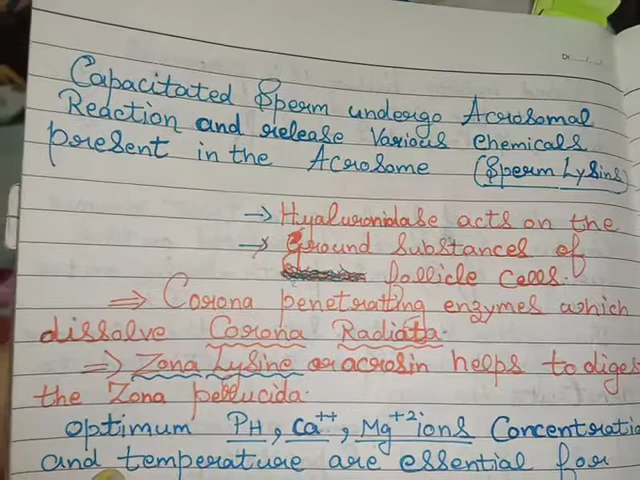 Capacitated Sperm undergo Acrosomal
Reaction and release Various chemicals
present in the Acrosome (Sperm Lysins)
→ Hyaluronidase acts on the
→ Ground substances of
follicle cells.
⇒ Corona penetrating enzymes which
dissolve Corona Radiata.
⇒ Zona Lysine or acrosin helps to digest
the Zona pellucida.
Optimum PH, Ca++, Mg+2 ions Concentratio
and temperature are essential for